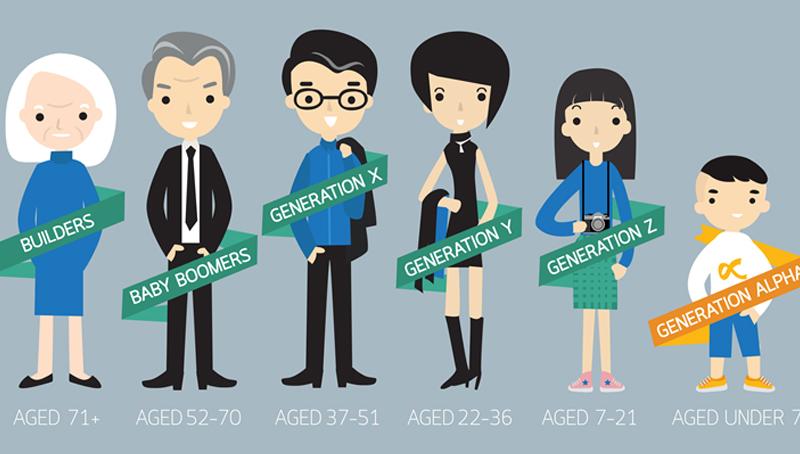 BUILDERS
BABY BOOMERS
GENERATION X
GENERATION Y
GENERATION Z
GENERATION ALPHA
AGED 71+
AGED 52-70
AGED 37-51
AGED 22-36
AGED 7-21
AGED UNDER 7